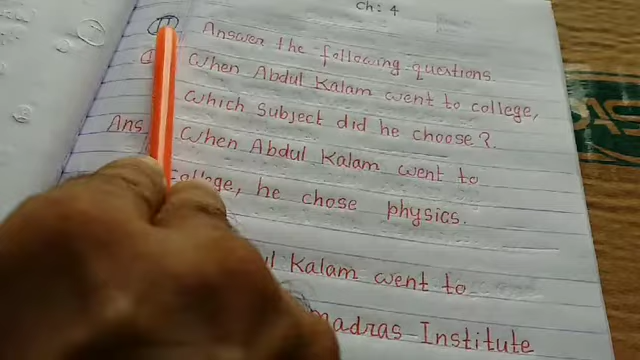 Ch: 4
Answer the following questions
When Abdul Kalam went to college,
which subject did he choose?
Ans When Abdul Kalam went to
college, he chose physics.
Kalam went to
madras Institute